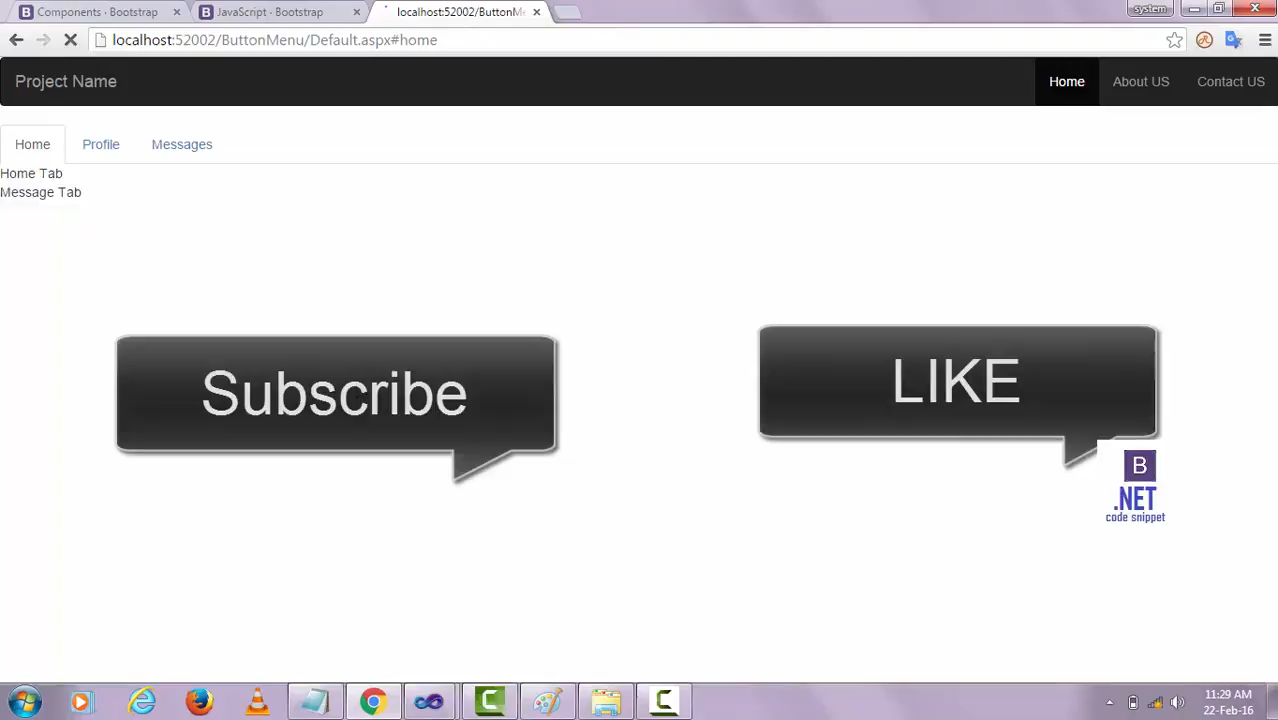 Components · Bootstrap
JavaScript · Bootstrap
localhost:52002/ButtonMe
system
localhost:52002/ButtonMenu/Default.aspx#home
Project Name
Home
About US
Contact US
Home
Profile
Messages
Home Tab
Message Tab
Subscribe
LIKE
B
.NET
code snippet
11:29 AM
22-Feb-16